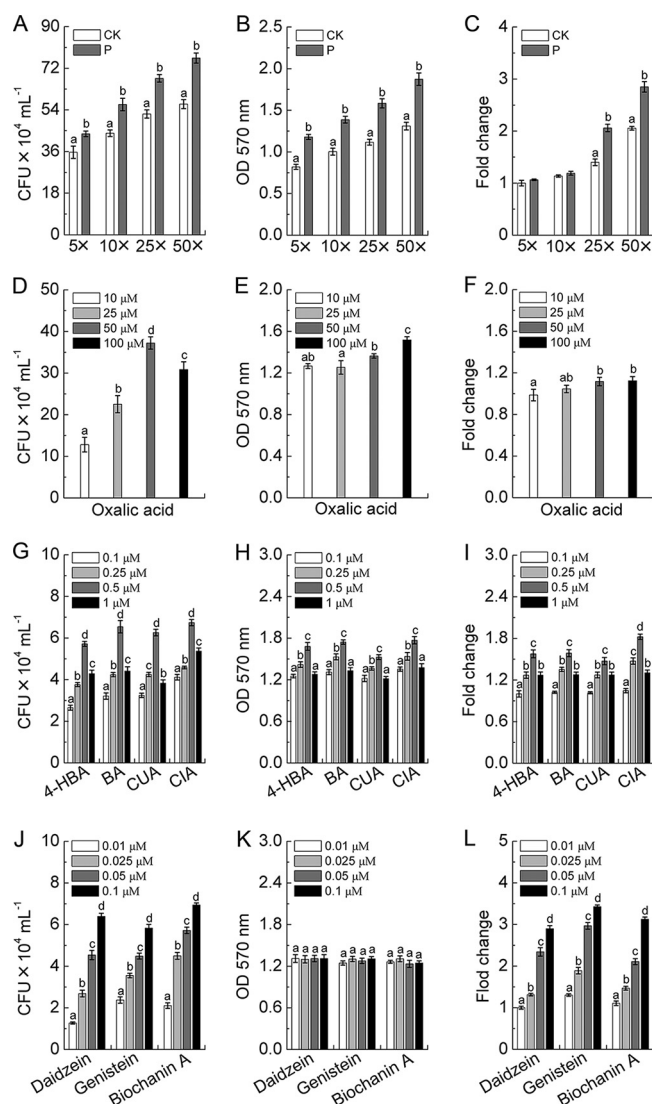 A
CK
P
CFU × 10⁴ mL⁻¹
90
72
54
36
18
0
a b a b a b a b
5× 10× 25× 50×
B
CK
P
OD 570 nm
2.5
2.0
1.5
1.0
0.5
0.0
a b a b a b a b
5× 10× 25× 50×
C
CK
P
Fold change
4
3
2
1
0
a b a b
5× 10× 25× 50×
D
10 μM
25 μM
50 μM
100 μM
CFU × 10⁴ mL⁻¹
50
40
30
20
10
0
a b d c
Oxalic acid
E
10 μM
25 μM
50 μM
100 μM
OD 570 nm
2.0
1.6
1.2
0.8
0.4
0.0
ab a b c
Oxalic acid
F
10 μM
25 μM
50 μM
100 μM
Fold change
2.0
1.6
1.2
0.8
0.4
0.0
a ab b b
Oxalic acid
G
0.1 μM
0.25 μM
0.5 μM
1 μM
CFU × 10⁴ mL⁻¹
10
8
6
4
2
0
a b d c a b d c a b d c a b d c
4-HBA BA CUA CIA
H
0.1 μM
0.25 μM
0.5 μM
1 μM
OD 570 nm
3.0
2.4
1.8
1.2
0.6
0.0
a b c a a b c a a b c a a b c a
4-HBA BA CUA CIA
I
0.1 μM
0.25 μM
0.5 μM
1 μM
Fold change
3.0
2.4
1.8
1.2
0.6
0.0
a b c b a b c b a b c b a c d b
4-HBA BA CUA CIA
J
0.01 μM
0.025 μM
0.05 μM
0.1 μM
CFU × 10⁴ mL⁻¹
10
8
6
4
2
0
a b c d a b c d a b c d
Daidzein Genistein Biochanin A
K
0.01 μM
0.025 μM
0.05 μM
0.1 μM
OD 570 nm
3.0
2.4
1.8
1.2
0.6
0.0
a a a a a a a a a a a a
Daidzein Genistein Biochanin A
L
0.01 μM
0.025 μM
0.05 μM
0.1 μM
Flod change
5
4
3
2
1
0
a b c d a b c d a b c d
Daidzein Genistein Biochanin A